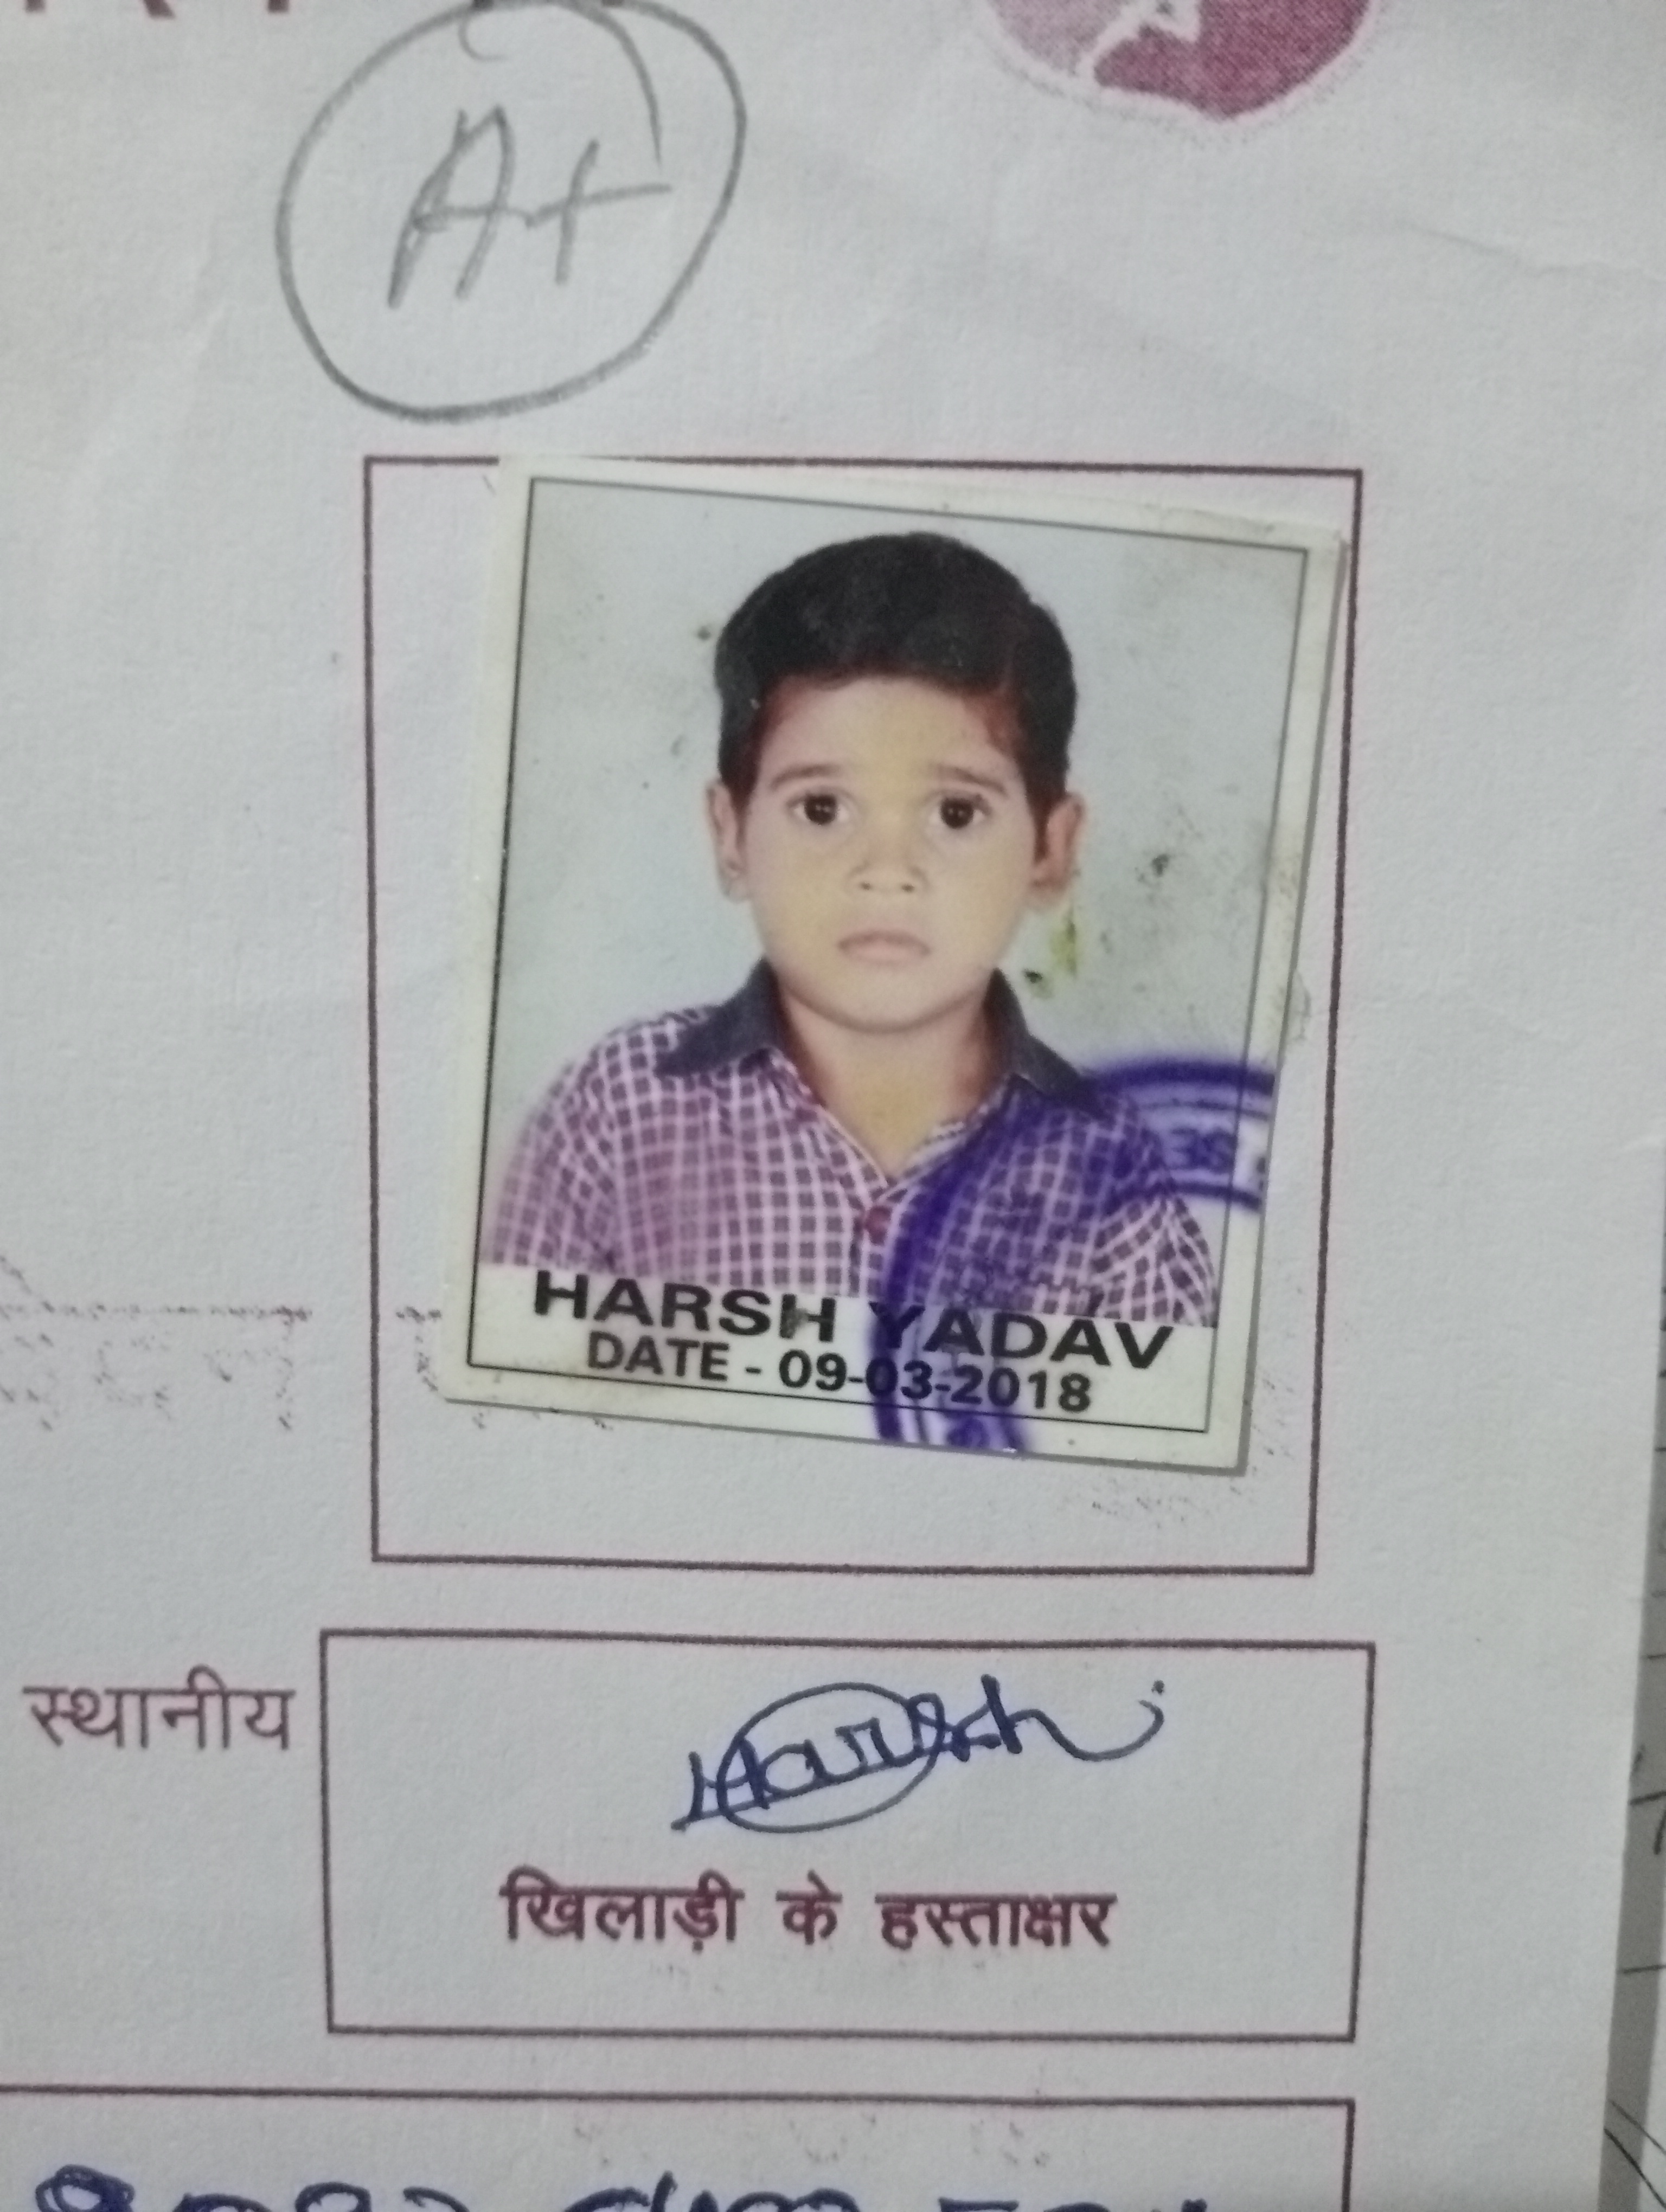 A+
HARSH YADAV
DATE - 09-03-2018
स्थानीय
Harsh
खिलाड़ी के हस्ताक्षर